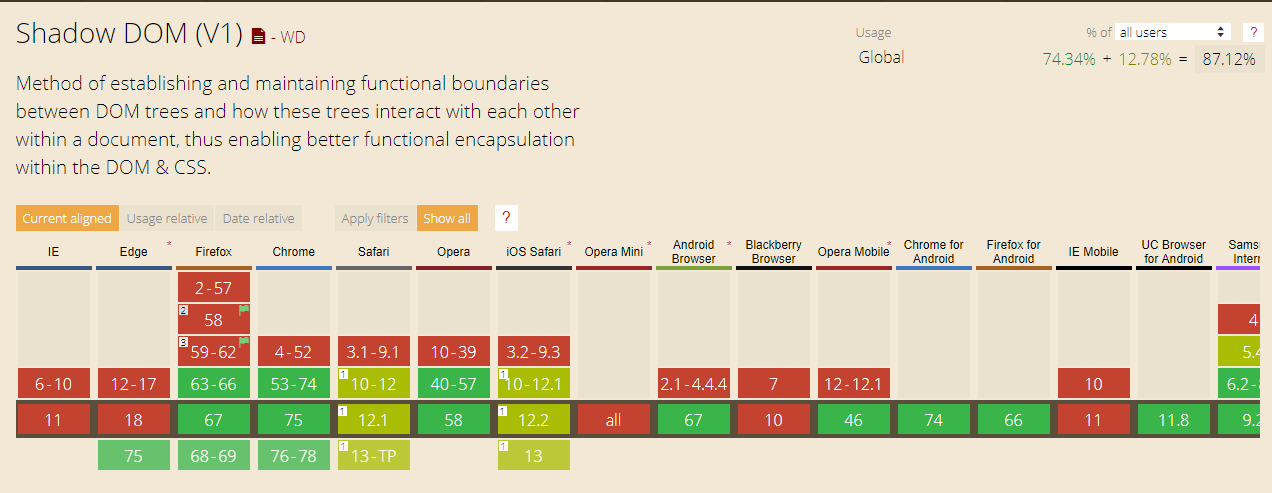 Shadow DOM (V1) - WD
Usage % of all users ?
Global 74.34% + 12.78% = 87.12%
Method of establishing and maintaining functional boundaries
between DOM trees and how these trees interact with each other
within a document, thus enabling better functional encapsulation
within the DOM & CSS.
Current aligned Usage relative Date relative Apply filters Show all ?
IE Edge * Firefox Chrome Safari Opera iOS Safari * Opera Mini * Android Browser * Blackberry Browser Opera Mobile * Chrome for Android Firefox for Android IE Mobile UC Browser for Android Sams Inter
2-57
2 58 4
3 59-62 4-52 3.1-9.1 10-39 3.2-9.3 5.4
6-10 12-17 63-66 53-74 1 10-12 40-57 1 10-12.1 2.1-4.4.4 7 12-12.1 10 6.2-
11 18 67 75 1 12.1 58 1 12.2 all 67 10 46 74 66 11 11.8 9.2
75 68-69 76-78 1 13-TP 1 13